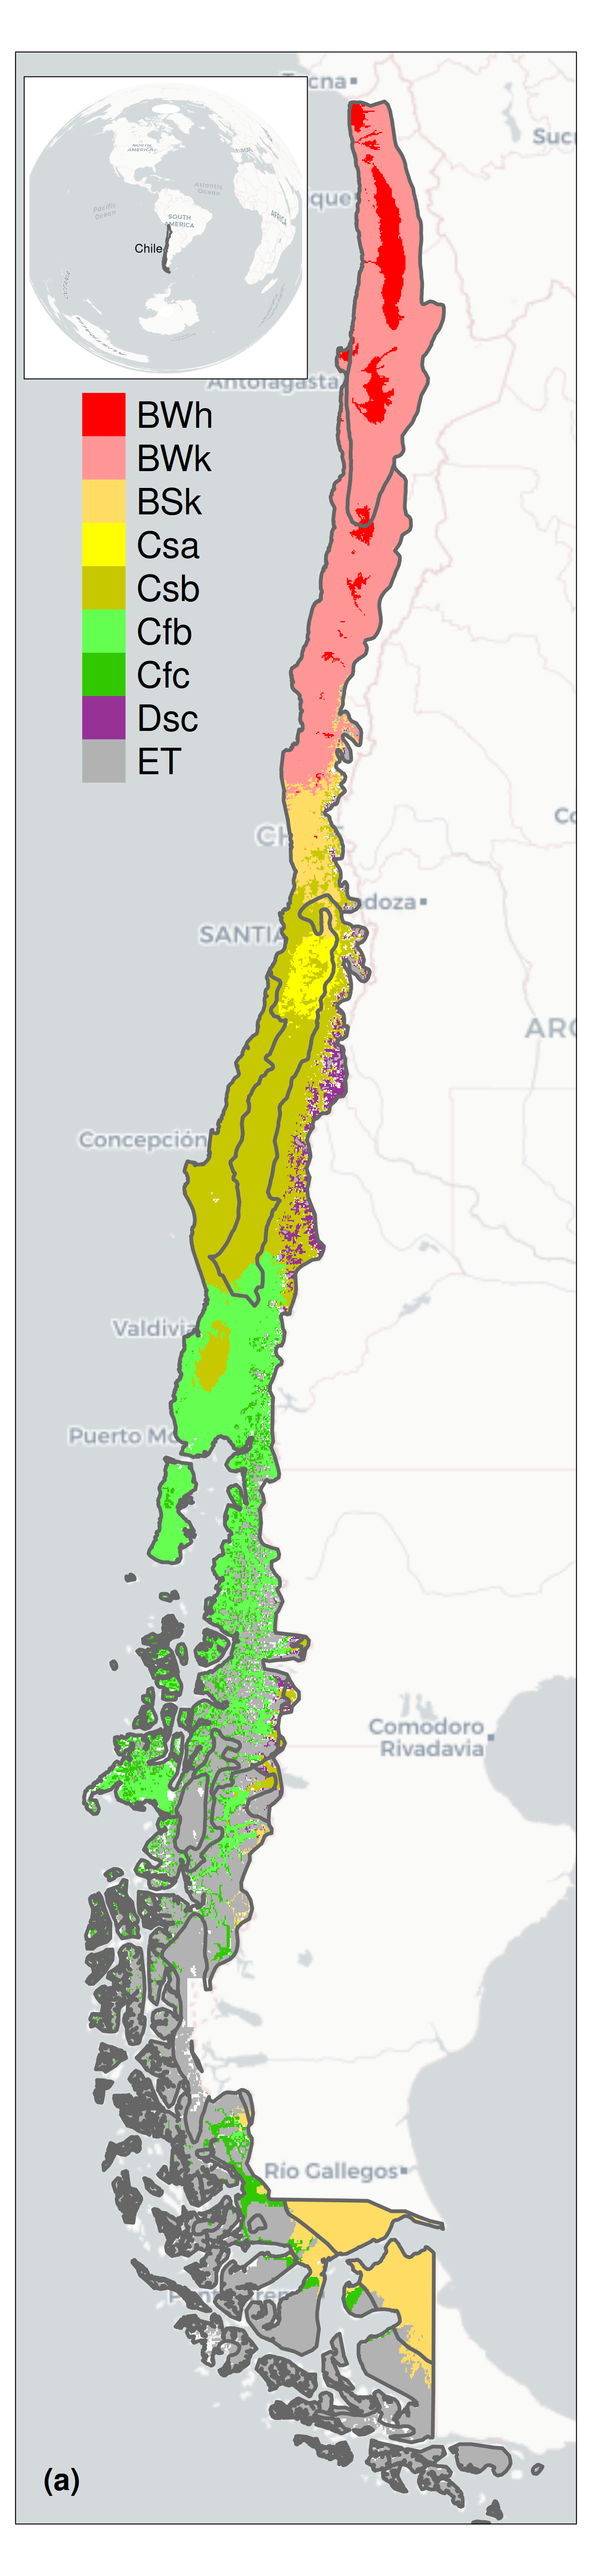 Tacna
NORTH
AMERICA
Atlantic
Ocean
Pacific
Ocean
SOUTH
AMERICA
AFRICA
Chile
Sucr
ique
Antofagasta
BWh
BWk
BSk
Csa
Csb
Cfb
Cfc
Dsc
ET
CH
E
Co
doza
SANTIA
ARG
Concepción
Valdivia
Puerto Mo
Comodoro
Rivadavia
Río Gallegos
(a)